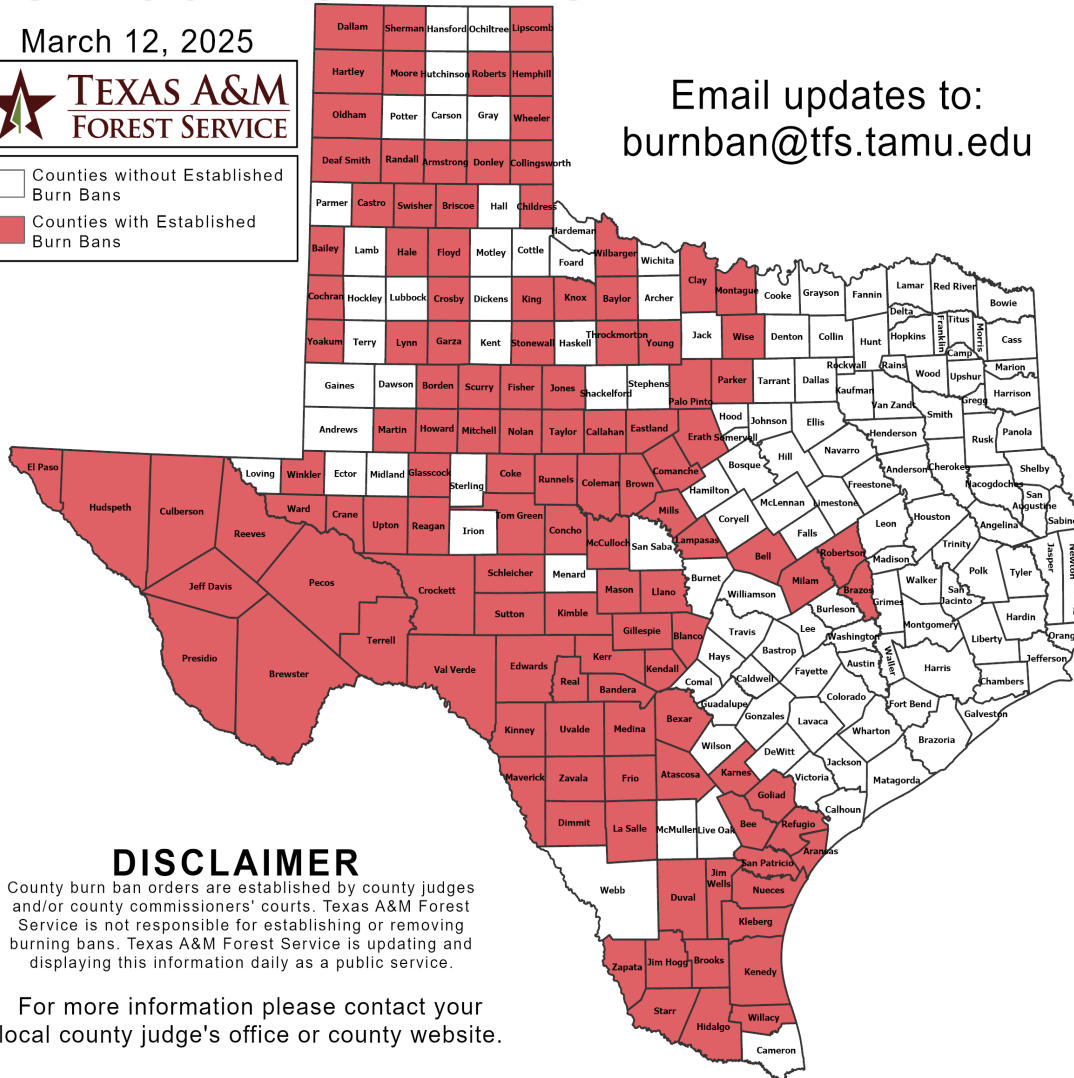 March 12, 2025
TEXAS A&M
FOREST SERVICE
Counties without Established
Burn Bans
Counties with Established
Burn Bans
Email updates to:
burnban@tfs.tamu.edu
Dallam Sherman Hansford Ochiltree Lipscomb
Hartley Moore Hutchinson Roberts Hemphill
Oldham Potter Carson Gray Wheeler
Deaf Smith Randall Armstrong Donley Collingsworth
Parmer Castro Swisher Briscoe Hall Childress
Hardeman
Bailey Lamb Hale Floyd Motley Cottle Foard Wilbarger Wichita
Clay Montague Cooke Grayson Fannin Lamar Red River Bowie
Cochran Hockley Lubbock Crosby Dickens King Knox Baylor Archer
Delta Franklin Titus Morris Cass
Yoakum Terry Lynn Garza Kent Stonewall Haskell Throckmorton Young Jack Wise Denton Collin Hunt Hopkins
Camp
Rockwall Rains Wood Upshur Marion
Gaines Dawson Borden Scurry Fisher Jones Shackelford Stephens Palo Pinto Parker Tarrant Dallas Kaufman Van Zandt Gregg Harrison
Smith
Andrews Martin Howard Mitchell Nolan Taylor Callahan Eastland Erath Somervell Hood Johnson Ellis Henderson Rusk Panola
El Paso Loving Winkler Ector Midland Glasscock Sterling Coke Runnels Coleman Brown Comanche Bosque Hill Navarro Anderson Cherokee Nacogdoches Shelby
Hamilton Freestone San
Augustine
Hudspeth Culberson Reeves Ward Crane Upton Reagan Irion Tom Green Concho McCulloch San Saba Mills Lampasas Coryell McLennan Limestone Falls Leon Houston Angelina Sabine
Jeff Davis Pecos Crockett Schleicher Menard Mason Llano Burnet Bell Milam Robertson Brazos Madison Trinity Polk Tyler Jasper Newton
Walker San
Jacinto
Sutton Kimble Williamson Burleson Grimes Montgomery Liberty Hardin Orang
Presidio Brewster Terrell Val Verde Edwards Real Kerr Gillespie Blanco Kendall Bandera Travis Hays Bastrop Lee Washington Waller Harris Jefferson
Comal Caldwell Fayette Austin Chambers
Guadalupe Gonzales Lavaca Colorado Fort Bend Galveston
Kinney Uvalde Medina Bexar Wilson DeWitt Wharton Brazoria
Maverick Zavala Frio Atascosa Karnes Victoria Jackson Matagorda
Goliad Calhoun
Dimmit La Salle McMullen Live Oak Bee Refugio
Aransas
San Patricio
Webb Duval Jim
Wells Nueces
Kleberg
Zapata Jim Hogg Brooks Kenedy
Starr Hidalgo Willacy
Cameron
DISCLAIMER
County burn ban orders are established by county judges
and/or county commissioners' courts. Texas A&M Forest
Service is not responsible for establishing or removing
burning bans. Texas A&M Forest Service is updating and
displaying this information daily as a public service.
For more information please contact your
local county judge's office or county website.